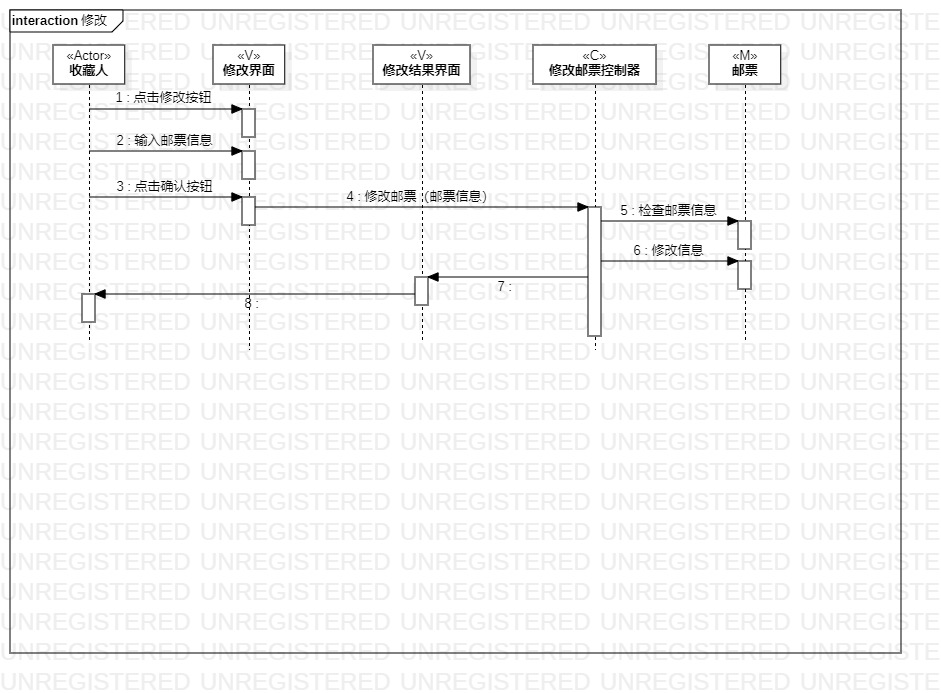 interaction 修改
«Actor»
收藏人
«V»
修改界面
«V»
修改结果界面
«C»
修改邮票控制器
«M»
邮票
1 : 点击修改按钮
2 : 输入邮票信息
3 : 点击确认按钮
4 : 修改邮票（邮票信息）
5 : 检查邮票信息
6 : 修改信息
7 :
8 :
UNREGISTERED UNREGISTERED UNREGISTERED UNREGISTERED UNREGISTE